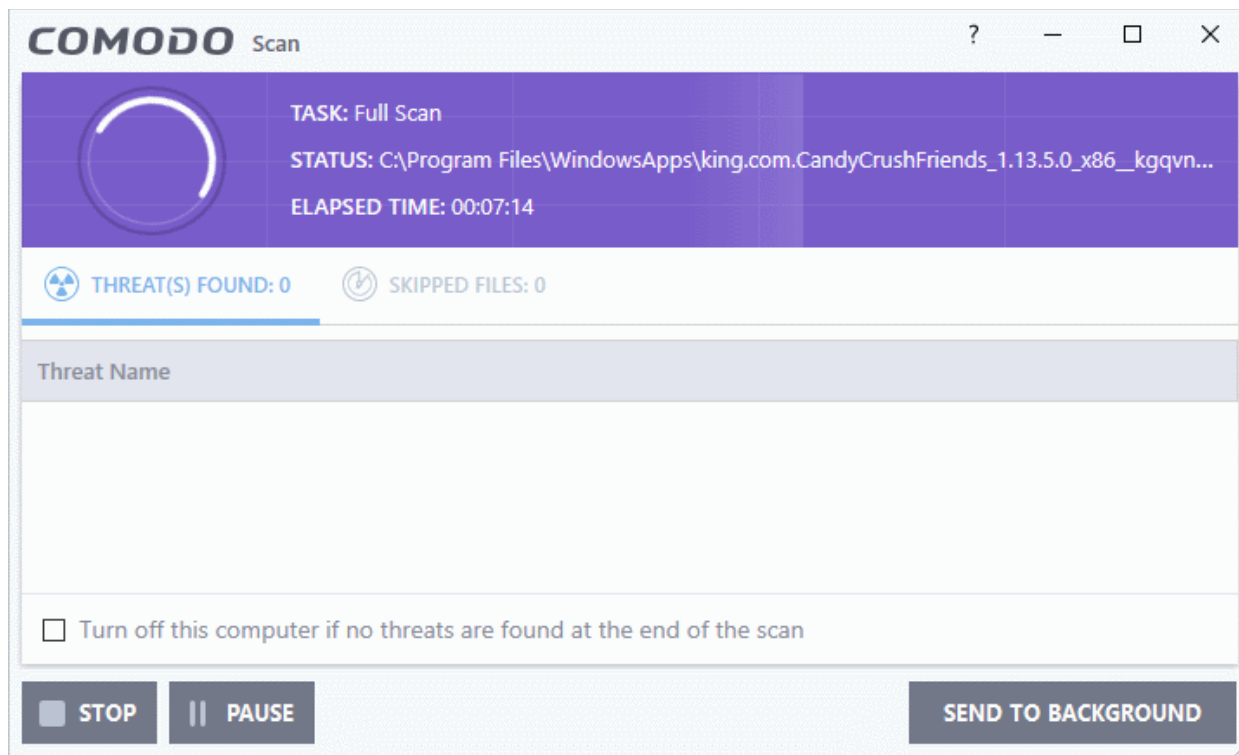 COMODO Scan ?
TASK: Full Scan
STATUS: C:\Program Files\WindowsApps\king.com.CandyCrushFriends_1.13.5.0_x86__kgqvn...
ELAPSED TIME: 00:07:14
THREAT(S) FOUND: 0 SKIPPED FILES: 0
Threat Name
Turn off this computer if no threats are found at the end of the scan
STOP PAUSE SEND TO BACKGROUND